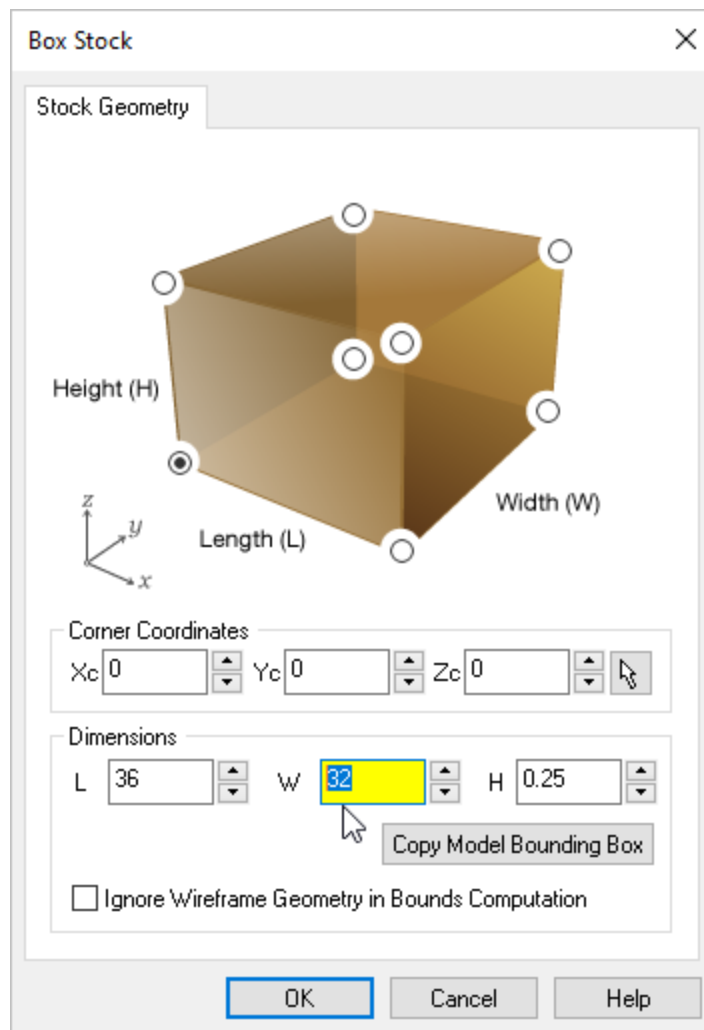 Box Stock
Stock Geometry
Height (H)
Width (W)
Length (L)
z
y
x
Corner Coordinates
Xc 0 Yc 0 Zc 0
Dimensions
L 36 W 32 H 0.25
Copy Model Bounding Box
Ignore Wireframe Geometry in Bounds Computation
OK Cancel Help